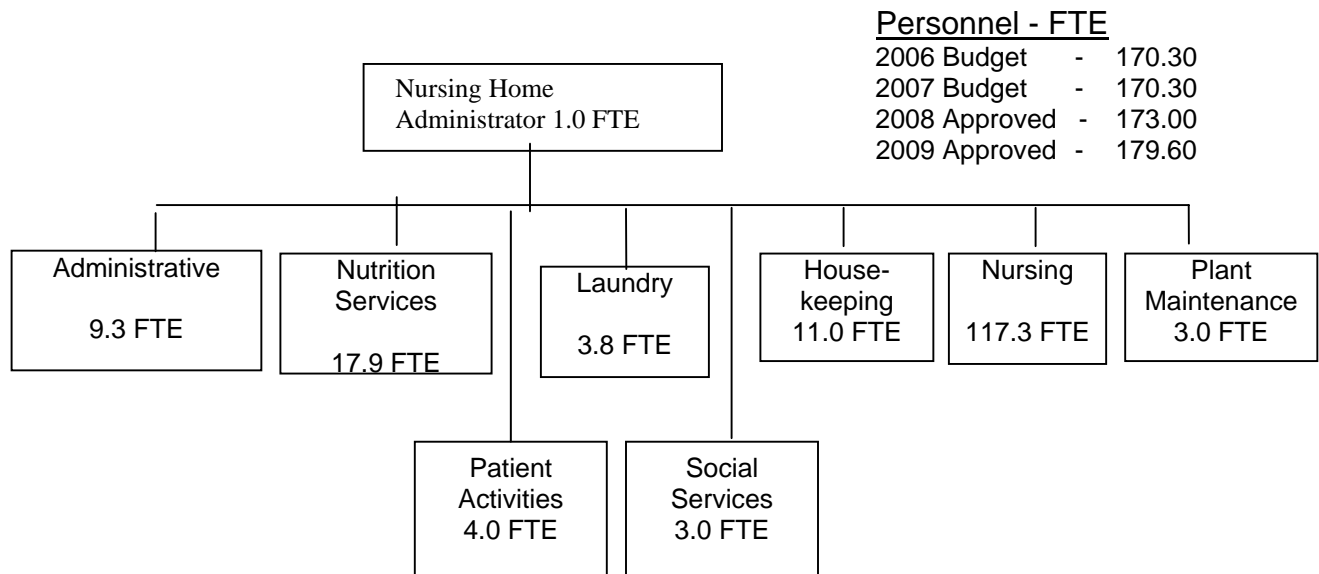 Personnel - FTE
2006 Budget - 170.30
2007 Budget - 170.30
2008 Approved - 173.00
2009 Approved - 179.60
Nursing Home
Administrator 1.0 FTE
Administrative
9.3 FTE
Nutrition
Services
17.9 FTE
Laundry
3.8 FTE
House-
keeping
11.0 FTE
Nursing
117.3 FTE
Plant
Maintenance
3.0 FTE
Patient
Activities
4.0 FTE
Social
Services
3.0 FTE